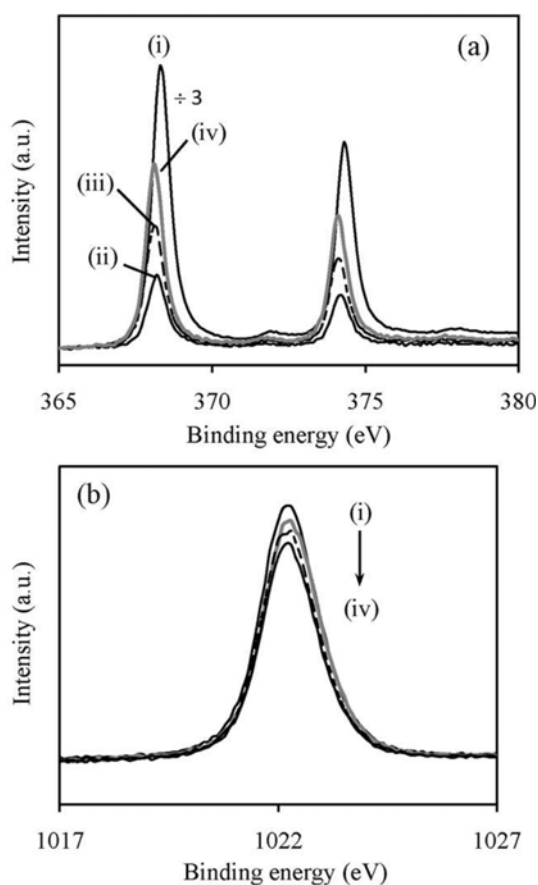 (i)
(a)
÷ 3
(iv)
(iii)
(ii)
Intensity (a.u.)
365 370 375 380
Binding energy (eV)
(b)
(i)
(iv)
Intensity (a.u.)
1017 1022 1027
Binding energy (eV)